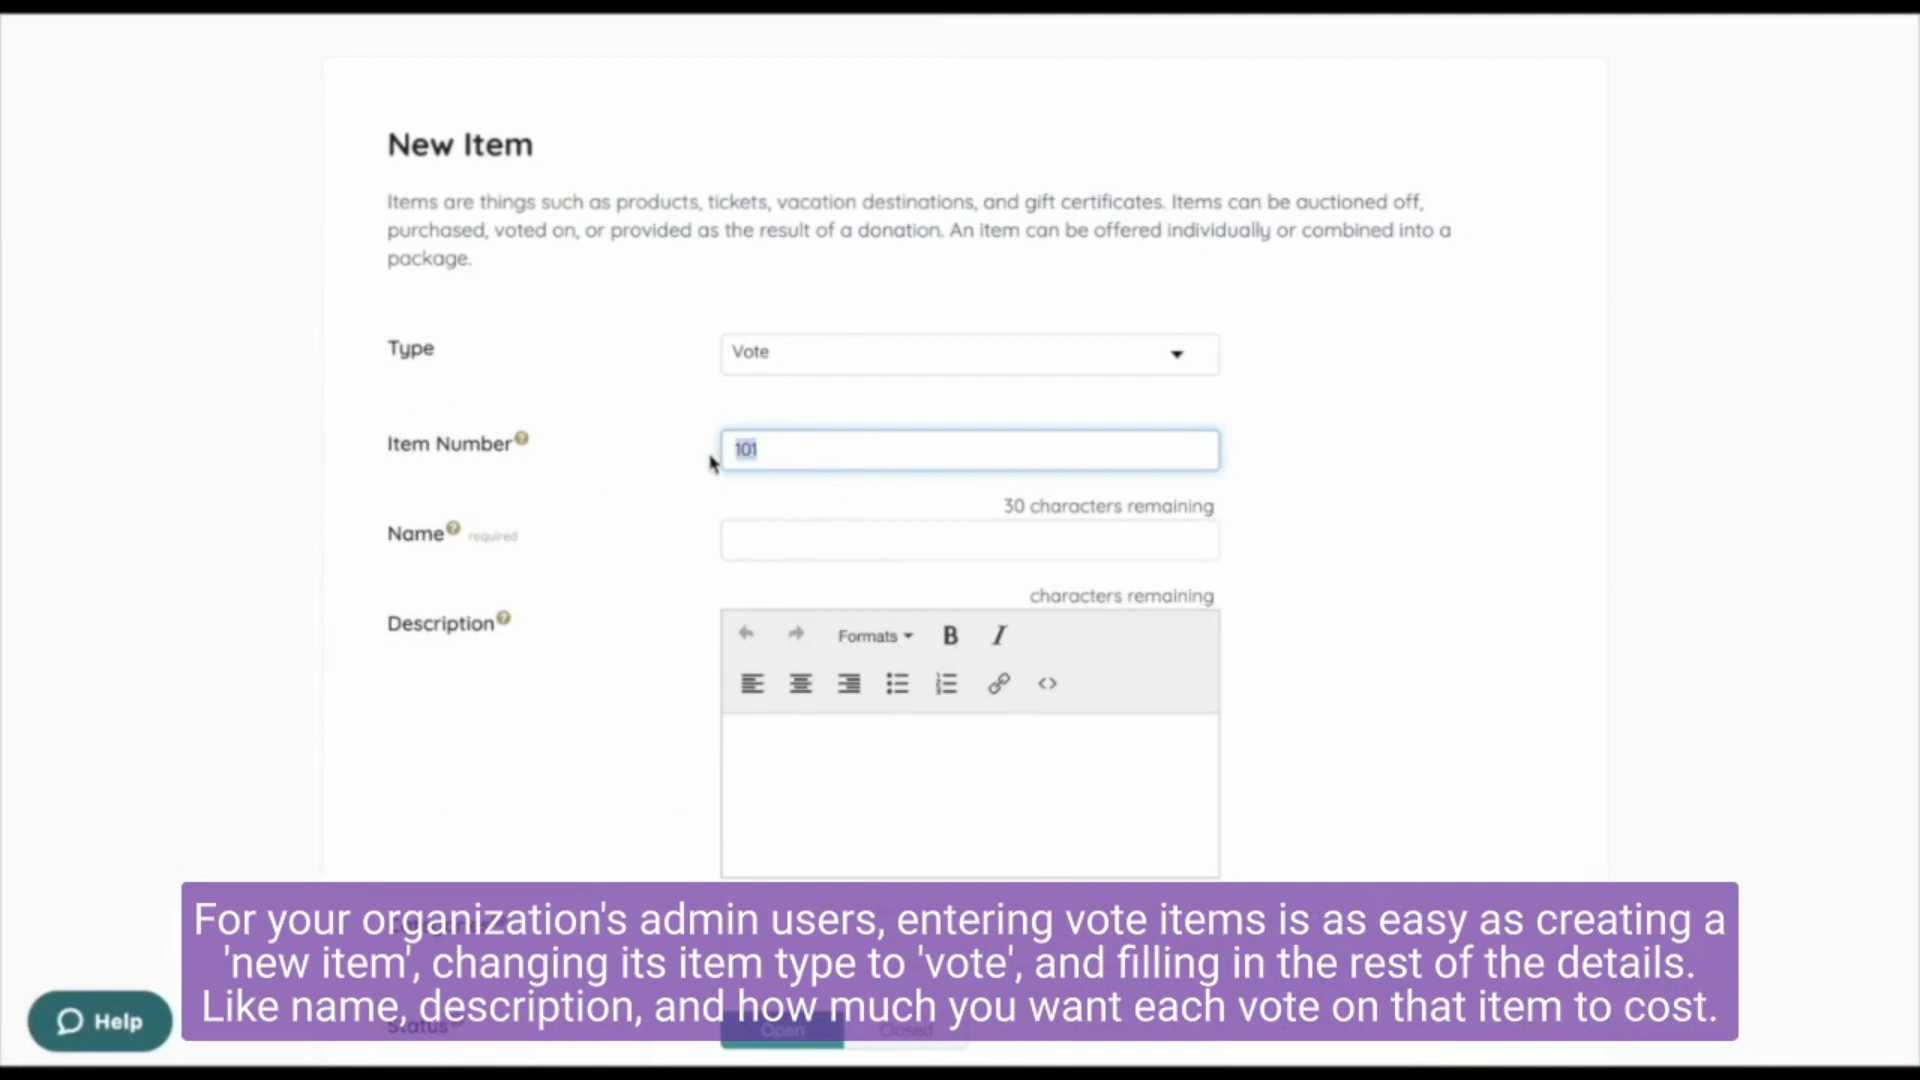 New Item
Items are things such as products, tickets, vacation destinations, and gift certificates. Items can be auctioned off,
purchased, voted on, or provided as the result of a donation. An item can be offered individually or combined into a
package.
Type
Vote
Item Number
101
30 characters remaining
Name required
characters remaining
Description
Formats B I
For your organization's admin users, entering vote items is as easy as creating a
'new item', changing its item type to 'vote', and filling in the rest of the details.
Like name, description, and how much you want each vote on that item to cost.
Help
Status
Open Closed